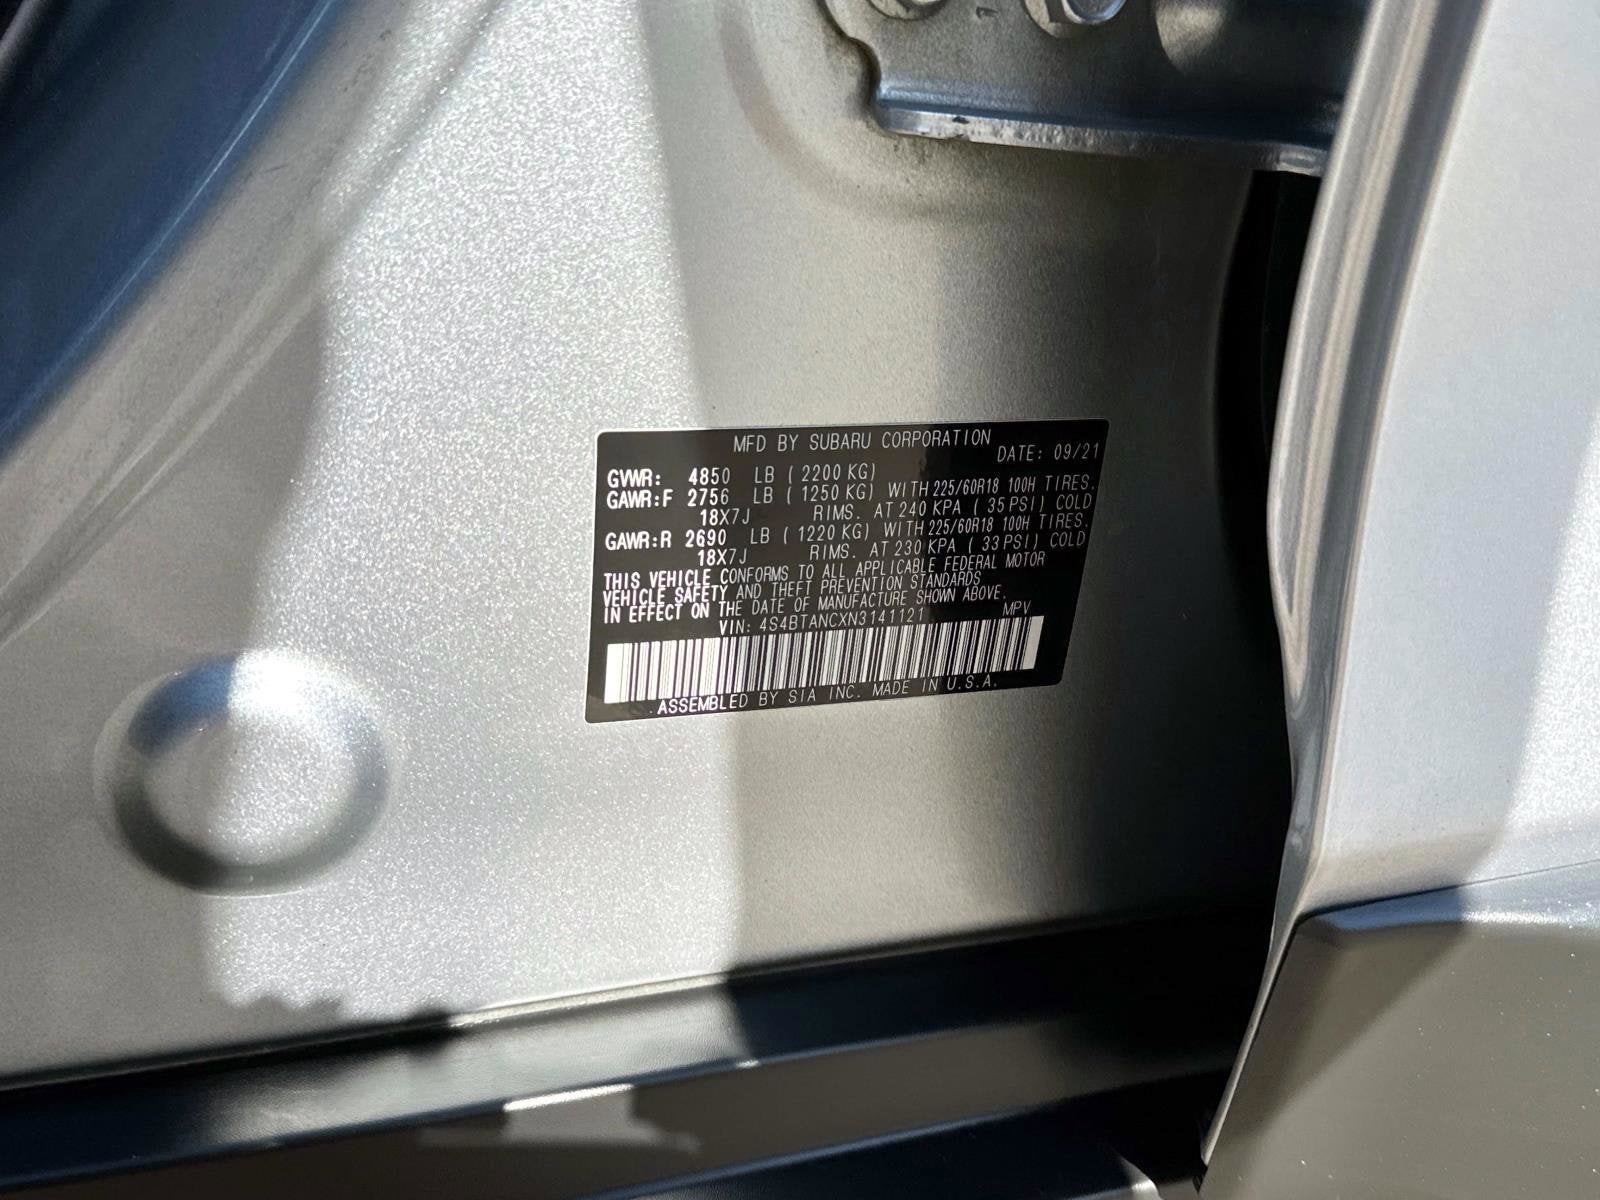 MFD BY SUBARU CORPORATION
DATE: 09/21
GVWR: 4850 LB ( 2200 KG)
GAWR:F 2756 LB ( 1250 KG) WITH 225/60R18 100H TIRES.
18X7J RIMS. AT 240 KPA ( 35 PSI) COLD
GAWR:R 2690 LB ( 1220 KG) WITH 225/60R18 100H TIRES.
18X7J RIMS. AT 230 KPA ( 33 PSI) COLD
THIS VEHICLE CONFORMS TO ALL APPLICABLE FEDERAL MOTOR
VEHICLE SAFETY AND THEFT PREVENTION STANDARDS
IN EFFECT ON THE DATE OF MANUFACTURE SHOWN ABOVE.
VIN: 4S4BTANCXN3141121 MPV
ASSEMBLED BY SIA INC. MADE IN U.S.A.